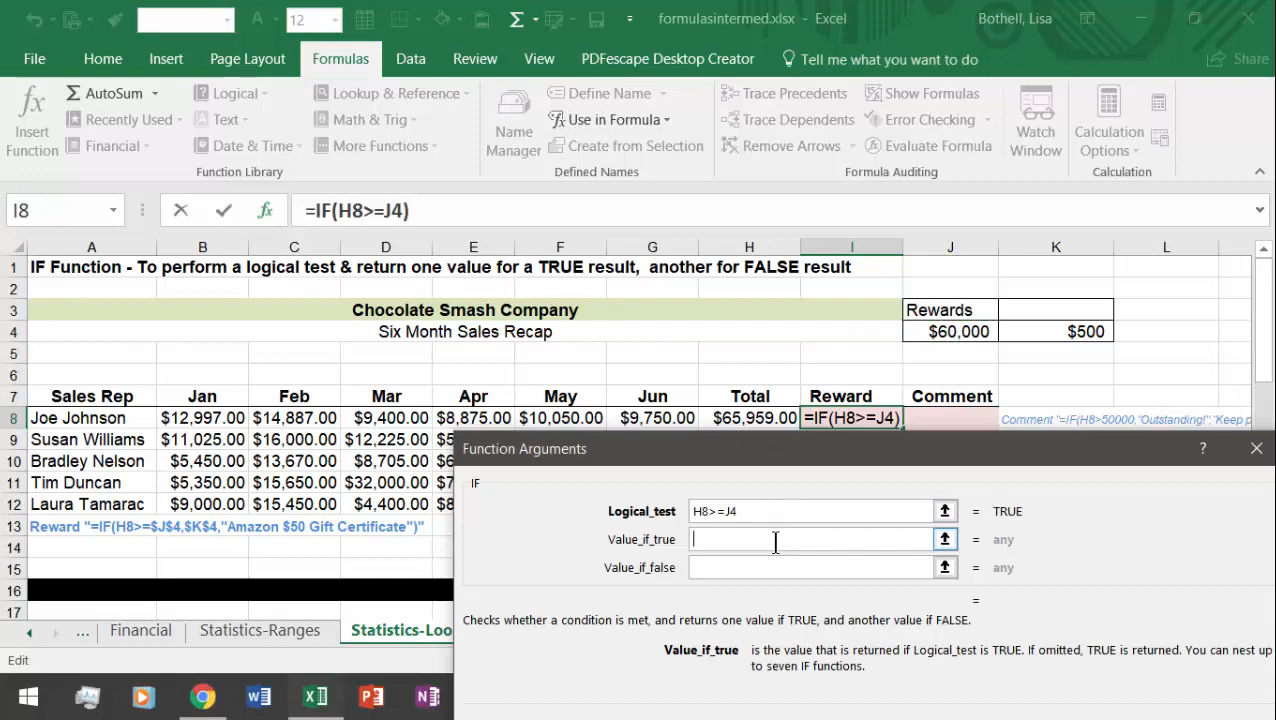 12
formulasintermed.xlsx - Excel
Bothell, Lisa
File Home Insert Page Layout Formulas Data Review View PDFescape Desktop Creator Tell me what you want to do Share
fx Σ AutoSum Logical Lookup & Reference Define Name Trace Precedents Show Formulas
Insert Function Recently Used Text Math & Trig Name Manager Use in Formula Trace Dependents Error Checking Watch Window Calculation Options
Financial Date & Time More Functions Create from Selection Remove Arrows Evaluate Formula
Function Library Defined Names Formula Auditing Calculation
I8 fx =IF(H8>=J4)
A B C D E F G H I J K L
1 IF Function - To perform a logical test & return one value for a TRUE result, another for FALSE result
2
3 Chocolate Smash Company Rewards
4 Six Month Sales Recap $60,000 $500
5
6
7 Sales Rep Jan Feb Mar Apr May Jun Total Reward Comment
8 Joe Johnson $12,997.00 $14,887.00 $9,400.00 $8,875.00 $10,050.00 $9,750.00 $65,959.00 =IF(H8>=J4) Comment "=IF(H8>50000,"Outstanding!","Keep p
9 Susan Williams $11,025.00 $16,000.00 $12,225.00
10 Bradley Nelson $5,450.00 $13,670.00 $8,705.00
11 Tim Duncan $5,350.00 $15,650.00 $32,000.00
12 Laura Tamarac $9,000.00 $15,450.00 $4,400.00
13 Reward "=IF(H8>=$J$4,$K$4,"Amazon $50 Gift Certificate")"
14
15
16
17
Function Arguments ?
IF
Logical_test H8>=J4 = TRUE
Value_if_true = any
Value_if_false = any
=
Checks whether a condition is met, and returns one value if TRUE, and another value if FALSE.
Value_if_true is the value that is returned if Logical_test is TRUE. If omitted, TRUE is returned. You can nest up
to seven IF functions.
... Financial Statistics-Ranges Statistics-Loo
Edit